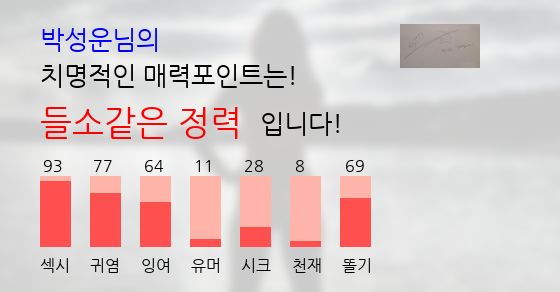 박성운님의
치명적인 매력포인트는!
들소같은 정력 입니다!
93 77 64 11 28 8 69
섹시 귀염 잉여 유머 시크 천재 똘기